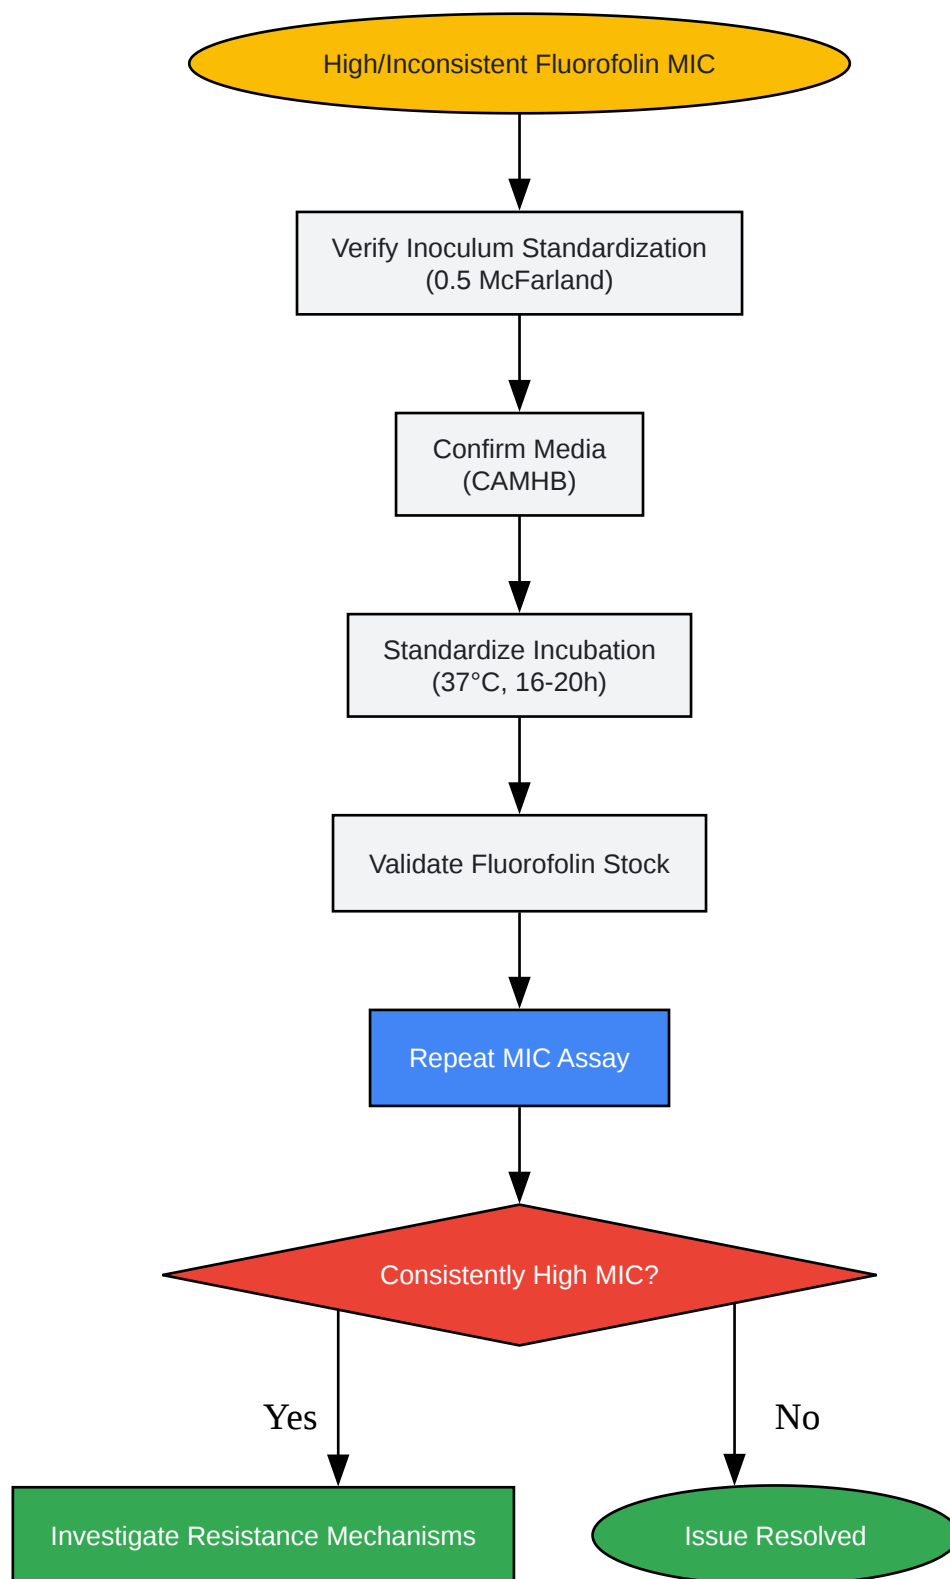 High/Inconsistent Fluorofolin MIC
Verify Inoculum Standardization
(0.5 McFarland)
Confirm Media
(CAMHB)
Standardize Incubation
(37°C, 16-20h)
Validate Fluorofolin Stock
Repeat MIC Assay
Consistently High MIC?
Yes
No
Investigate Resistance Mechanisms
Issue Resolved